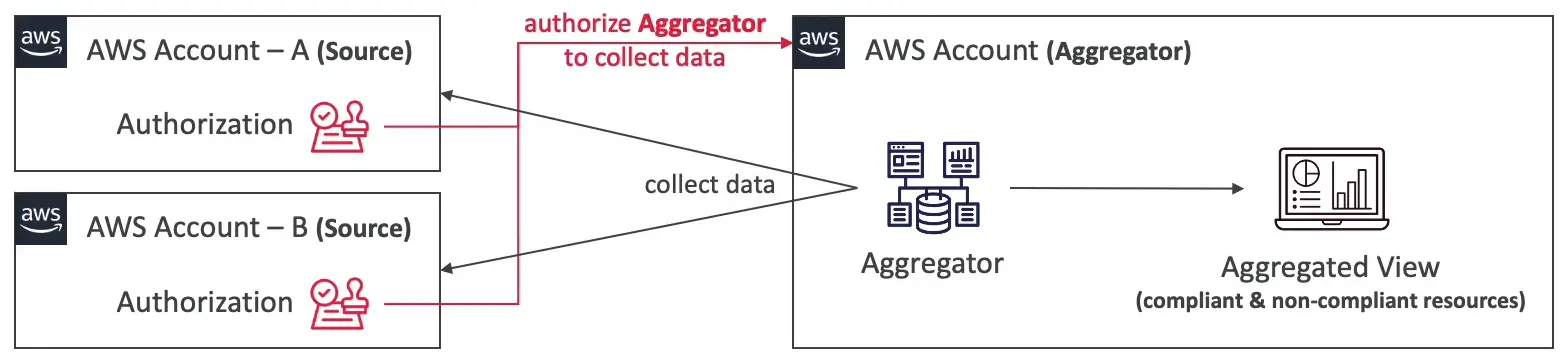 aws
AWS Account – A (Source)
Authorization
aws
AWS Account – B (Source)
Authorization
authorize Aggregator
to collect data
collect data
aws
AWS Account (Aggregator)
Aggregator
Aggregated View
(compliant & non-compliant resources)